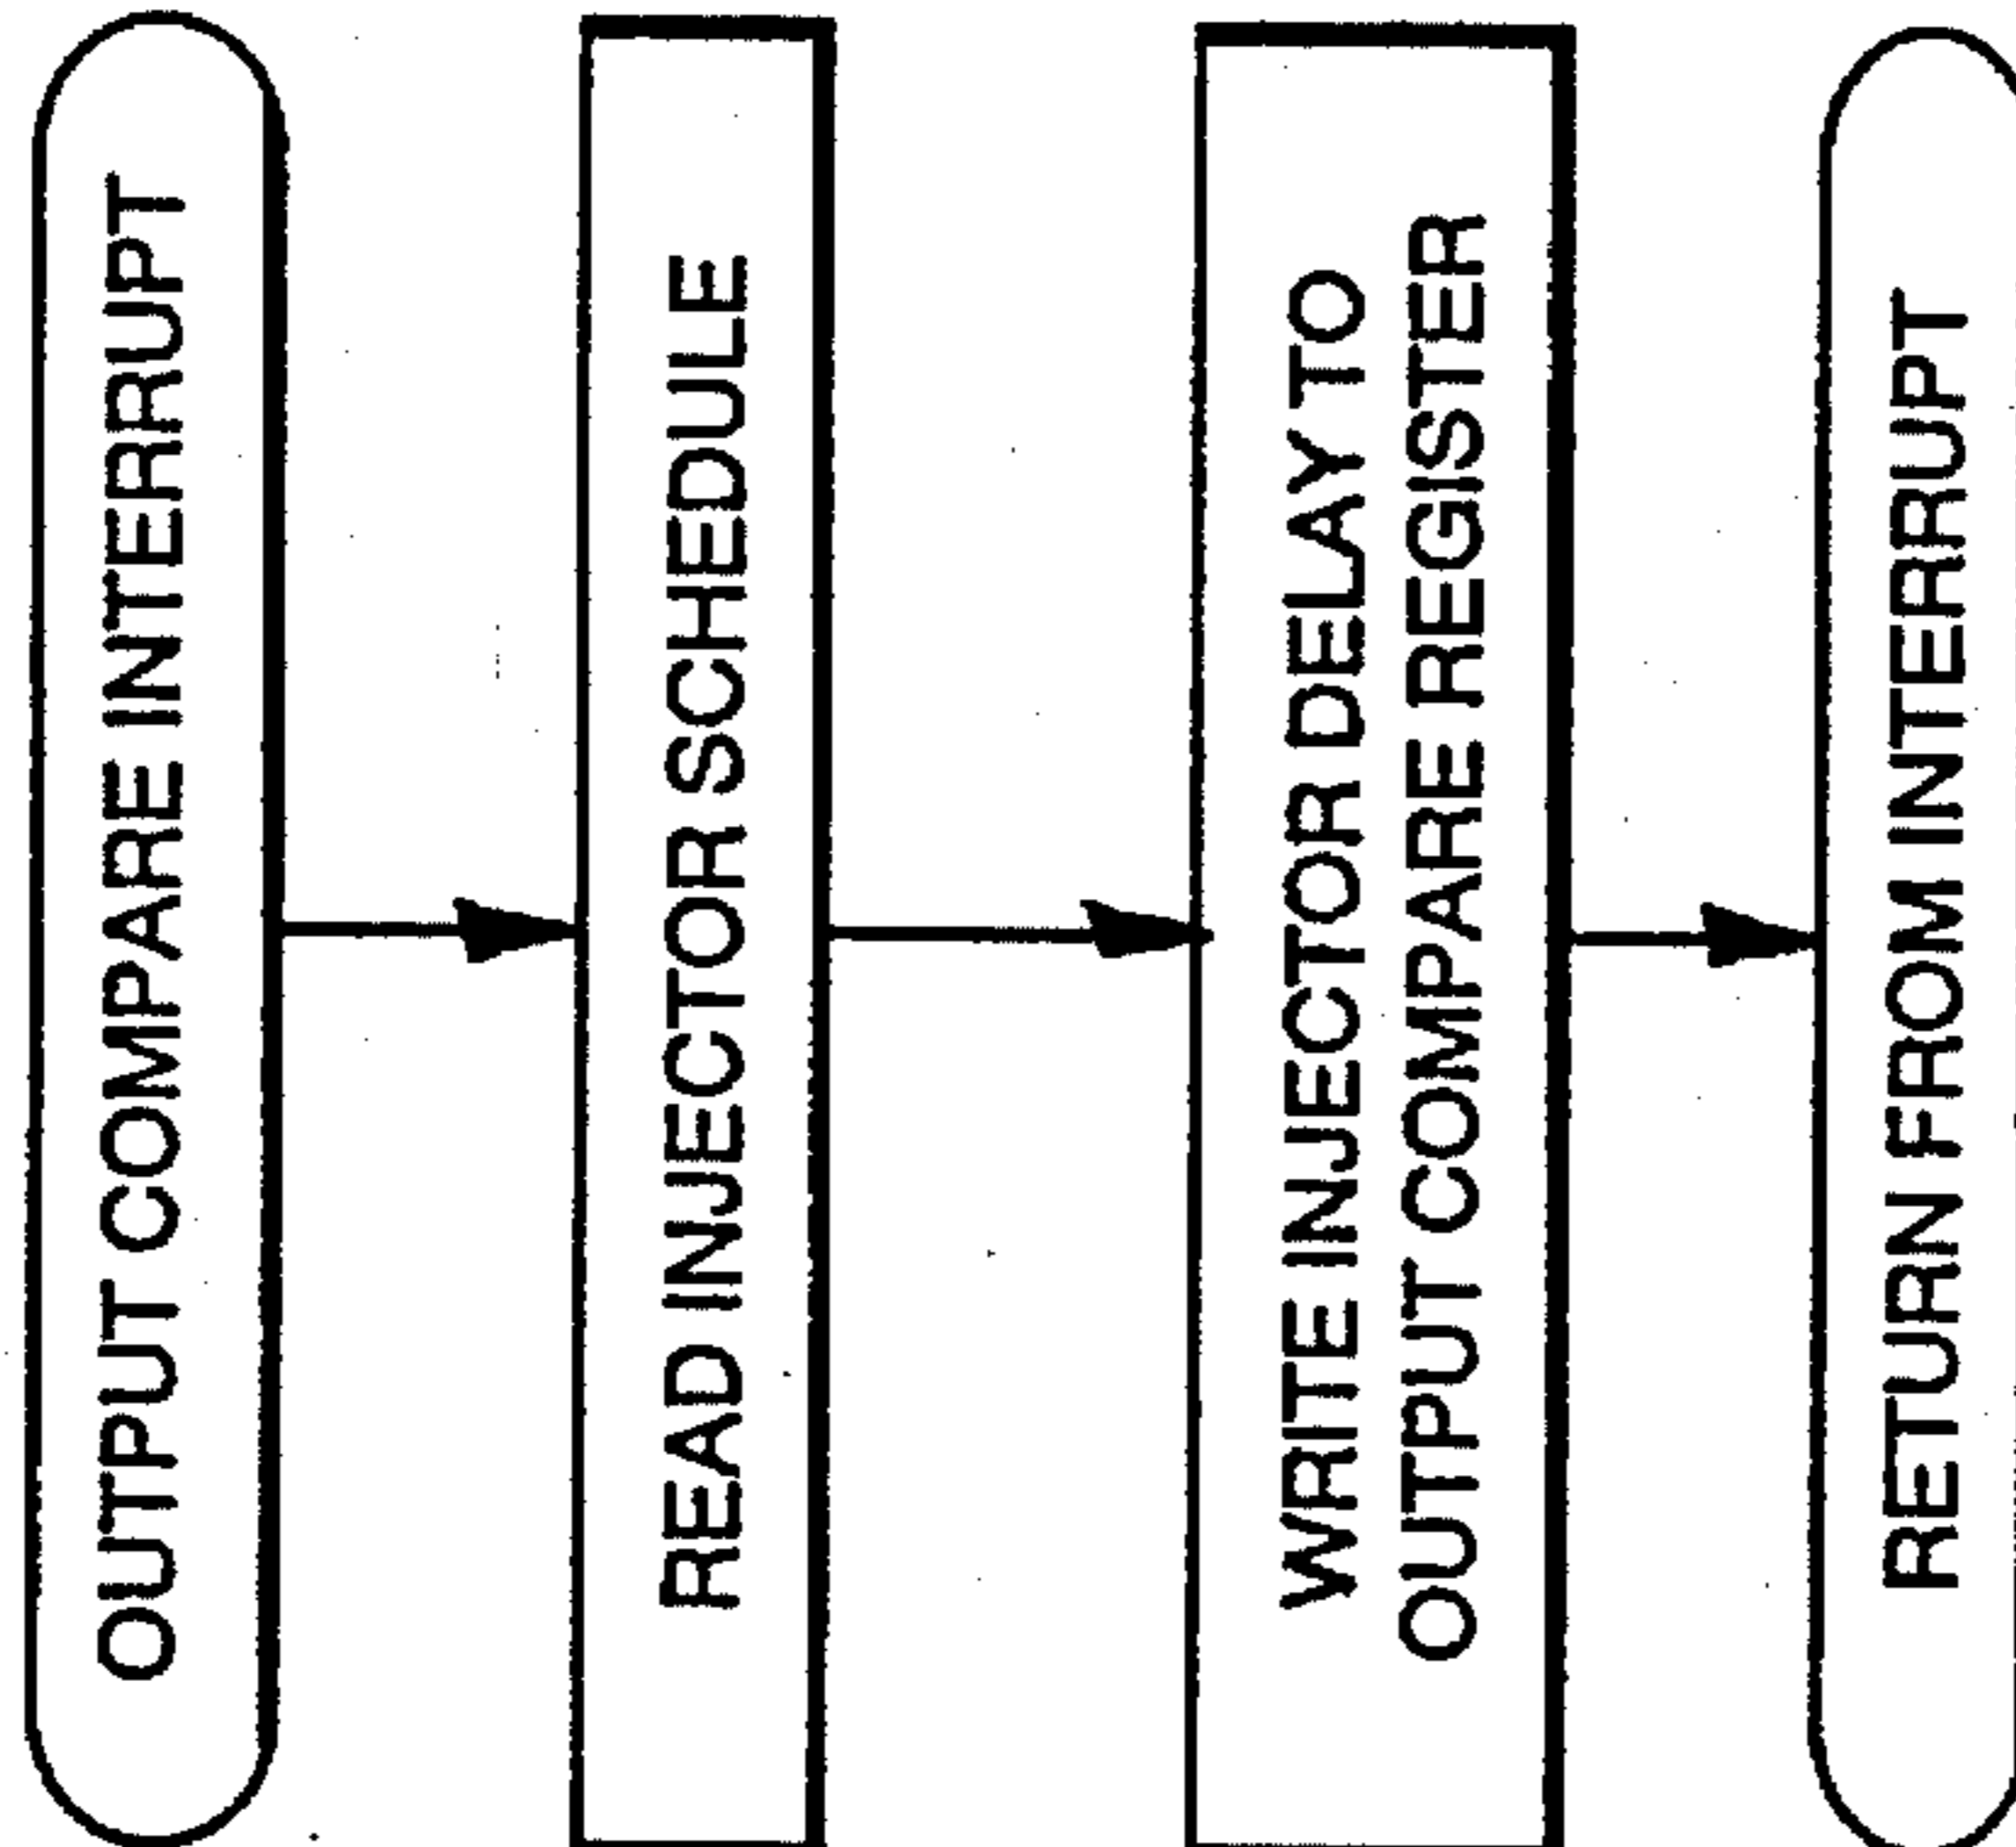 OUTPUT COMPARE INTERRUPT
READ INJECTOR SCHEDULE
WRITE INJECTOR DELAY TO
OUTPUT COMPARE REGISTER
RETURN FROM INTERRUPT